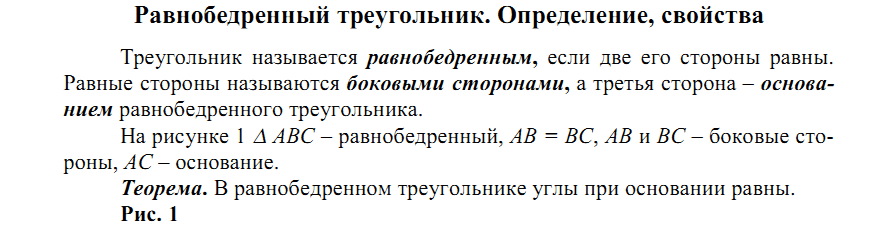 Равнобедренный треугольник. Определение, свойства
Треугольник называется равнобедренным, если две его стороны равны.
Равные стороны называются боковыми сторонами, а третья сторона – основа-
нием равнобедренного треугольника.
На рисунке 1 Δ ABC – равнобедренный, AB = BC, AB и BC – боковые сто-
роны, AC – основание.
Теорема. В равнобедренном треугольнике углы при основании равны.
Рис. 1